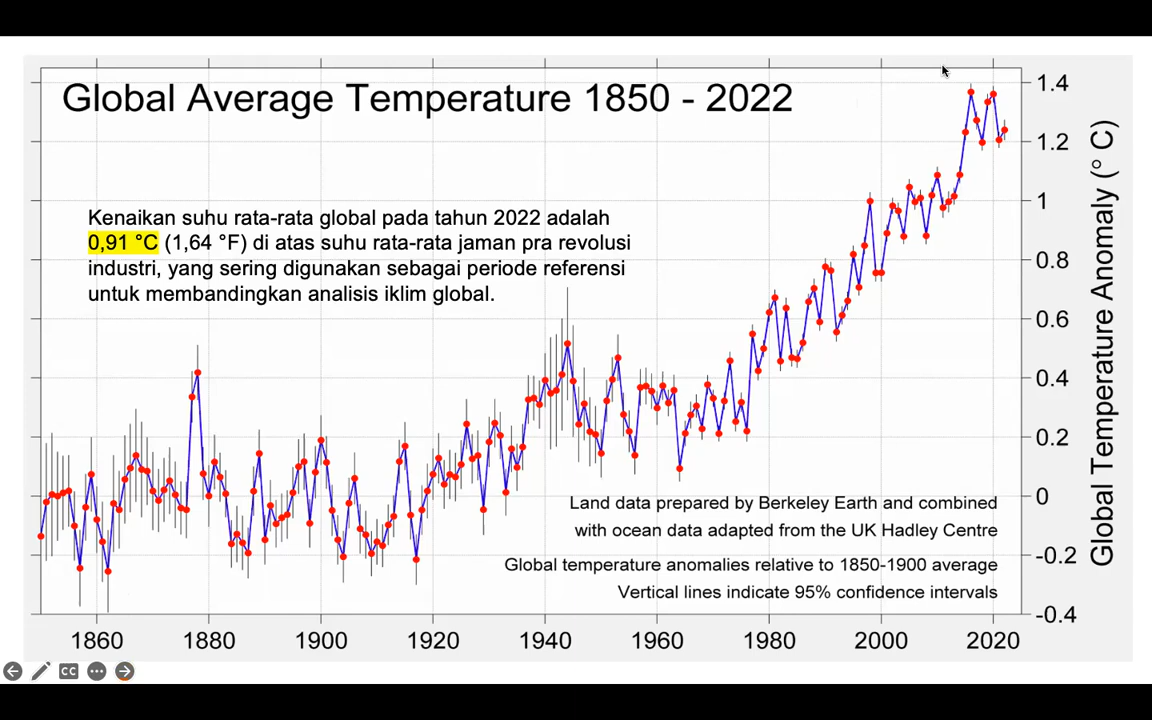 Global Average Temperature 1850 - 2022
Kenaikan suhu rata-rata global pada tahun 2022 adalah
0,91 °C (1,64 °F) di atas suhu rata-rata jaman pra revolusi
industri, yang sering digunakan sebagai periode referensi
untuk membandingkan analisis iklim global.
Land data prepared by Berkeley Earth and combined
with ocean data adapted from the UK Hadley Centre
Global temperature anomalies relative to 1850-1900 average
Vertical lines indicate 95% confidence intervals
1.4
1.2
1
0.8
0.6
0.4
0.2
0
-0.2
-0.4
Global Temperature Anomaly (° C)
1860 1880 1900 1920 1940 1960 1980 2000 2020
CC